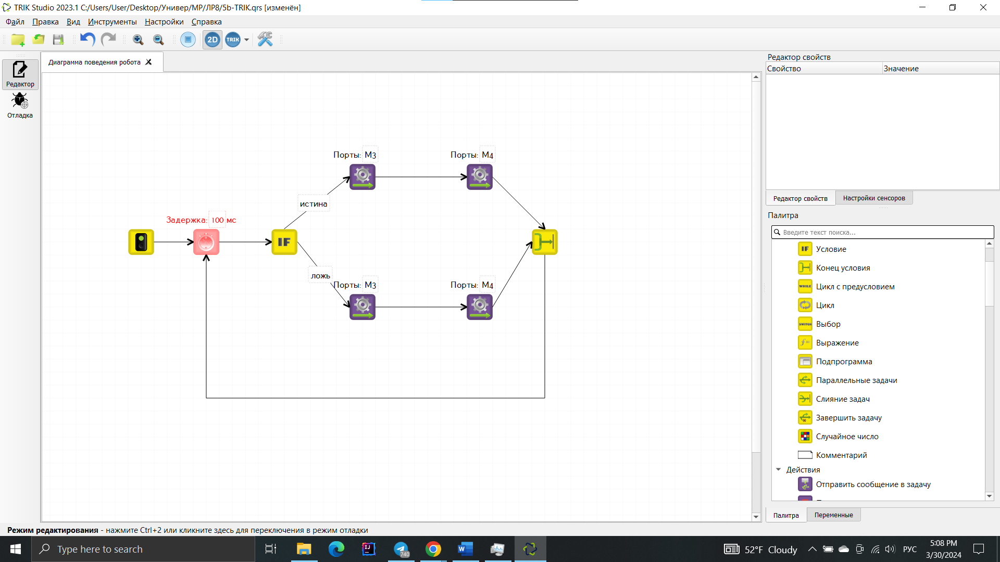 TRIK Studio 2023.1 C:/Users/User/Desktop/Универ/МР/ЛР8/5b-TRIK.qrs [изменён]
Файл Правка Вид Инструменты Настройки Справка
2D TRIK
Диаграмма поведения робота
Редактор
Отладка
Порты: M3
Порты: M4
истина
Задержка: 100 мс
IF
ложь
Порты: M3
Порты: M4
Редактор свойств
Свойство Значение
Редактор свойств Настройки сенсоров
Палитра
Введите текст поиска...
IF Условие
Конец условия
WHILE Цикл с предусловием
Цикл
SWITCH Выбор
f= Выражение
Подпрограмма
Параллельные задачи
Слияние задач
Завершить задачу
Случайное число
Комментарий
Действия
Отправить сообщение в задачу
Палитра Переменные
Режим редактирования - нажмите Ctrl+2 или кликните здесь для переключения в режим отладки
Type here to search
IJ
740
W
52°F Cloudy
РУС
5:08 PM
3/30/2024